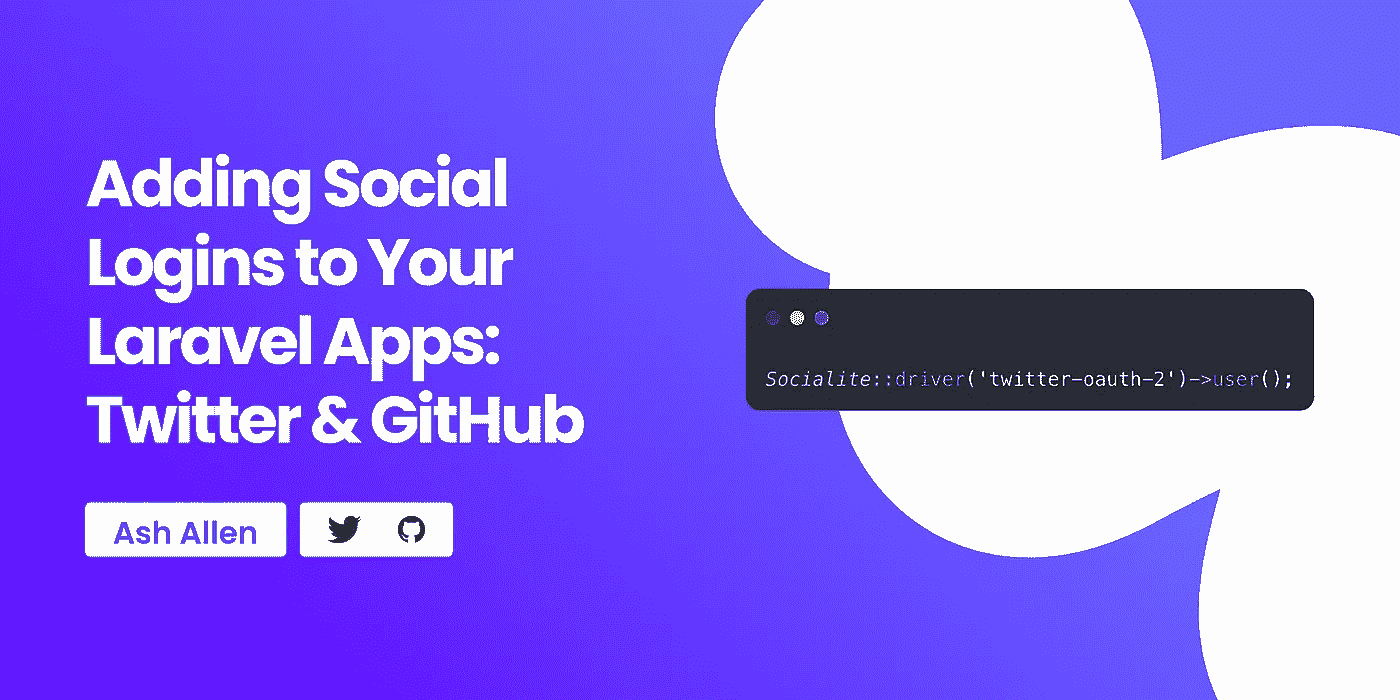 Adding Social
Logins to Your
Laravel Apps:
Twitter & GitHub
Ash Allen
Socialite::driver('twitter-oauth-2')->user();